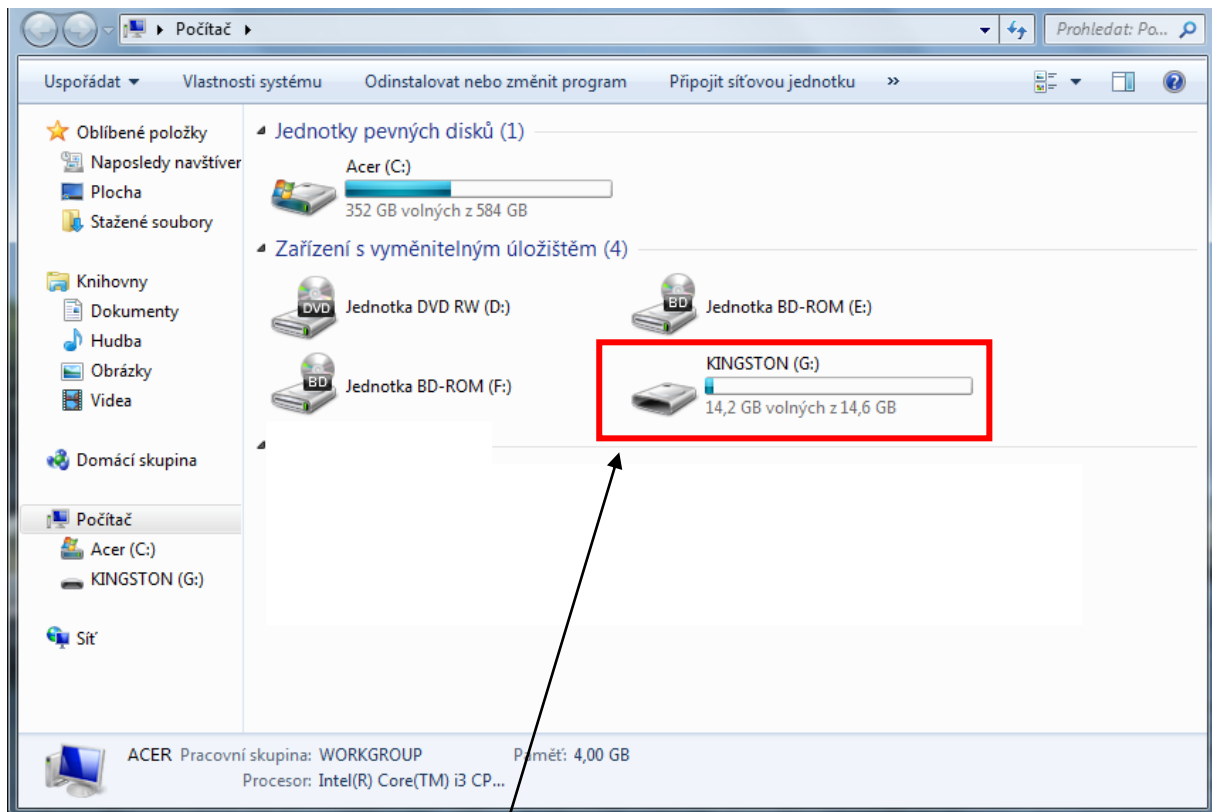 Počítač
Prohledat: Po...
Uspořádat Vlastnosti systému Odinstalovat nebo změnit program Připojit síťovou jednotku »
Oblíbené položky
Naposledy navštíver
Plocha
Stažené soubory
Knihovny
Dokumenty
Hudba
Obrázky
Videa
Domácí skupina
Počítač
Acer (C:)
KINGSTON (G:)
Síť
Jednotky pevných disků (1)
Acer (C:)
352 GB volných z 584 GB
Zařízení s vyměnitelným úložištěm (4)
DVD
Jednotka DVD RW (D:)
BD
Jednotka BD-ROM (E:)
BD
Jednotka BD-ROM (F:)
KINGSTON (G:)
14,2 GB volných z 14,6 GB
ACER Pracovní skupina: WORKGROUP Paměť: 4,00 GB
Procesor: Intel(R) Core(TM) i3 CP...